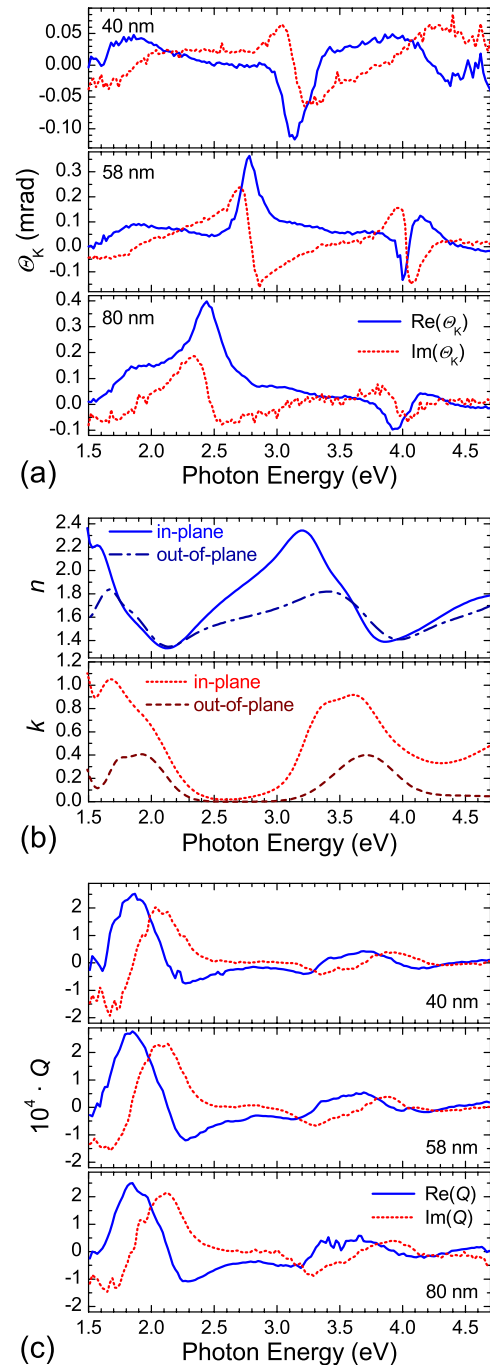 40 nm
0.05
0.00
-0.05
-0.10
58 nm
0.4
0.3
0.2
0.1
0.0
-0.1
Θ_K (mrad)
80 nm
Re(Θ_K)
Im(Θ_K)
0.4
0.3
0.2
0.1
0.0
-0.1
1.5 2.0 2.5 3.0 3.5 4.0 4.5
Photon Energy (eV)
(a)
in-plane
out-of-plane
2.4
2.2
2.0
1.8
1.6
1.4
1.2
n
in-plane
out-of-plane
1.0
0.8
0.6
0.4
0.2
0.0
k
1.5 2.0 2.5 3.0 3.5 4.0 4.5
Photon Energy (eV)
(b)
2
1
0
-1
-2
40 nm
2
1
0
-1
-2
58 nm
10⁴ · Q
Re(Q)
Im(Q)
2
1
0
-1
-2
80 nm
1.5 2.0 2.5 3.0 3.5 4.0 4.5
Photon Energy (eV)
(c)